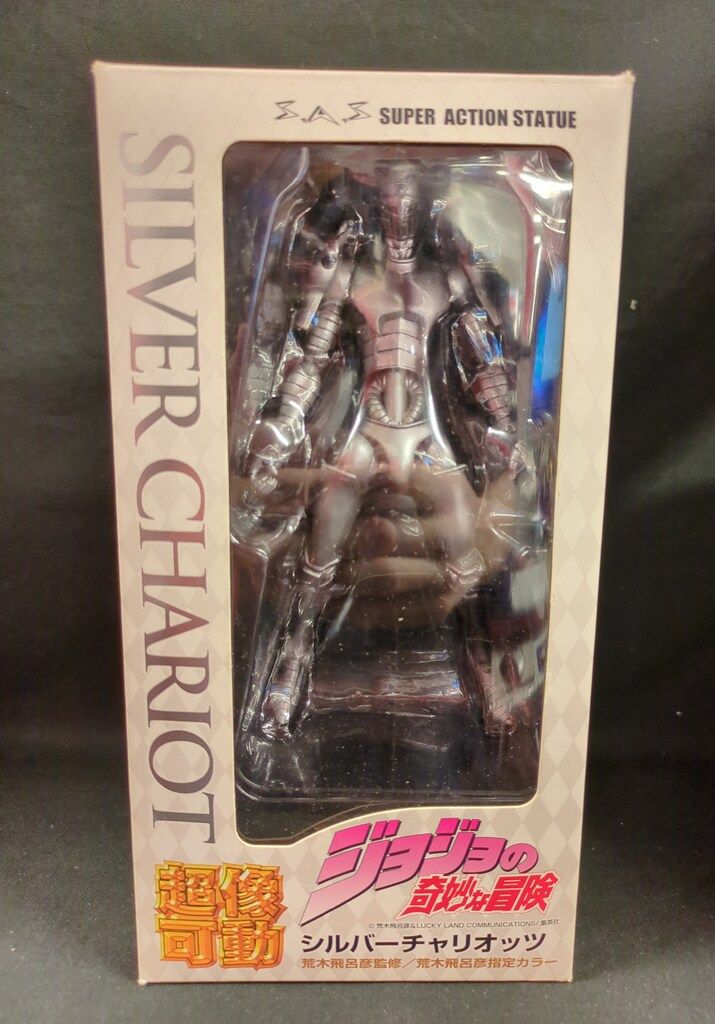 S.A.S SUPER ACTION STATUE
SILVER CHARIOT
超像
可動
ジョジョの
奇妙な冒険
© 荒木飛呂彦&LUCKY LAND COMMUNICATIONS/集英社
シルバーチャリオッツ
荒木飛呂彦監修／荒木飛呂彦指定カラー